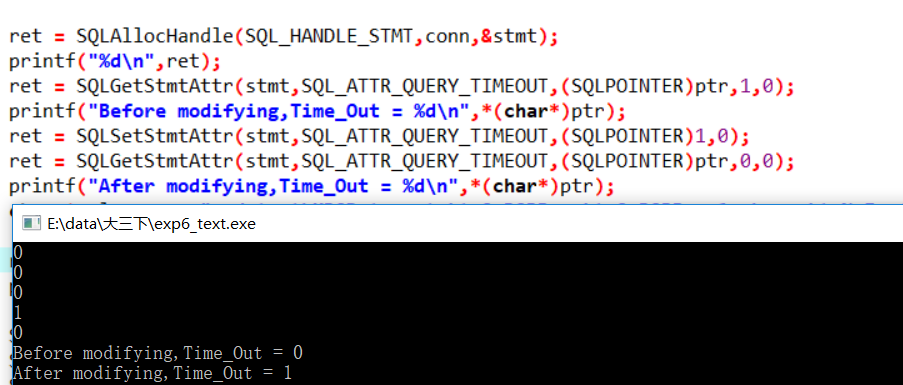 ret = SQLAllocHandle(SQL_HANDLE_STMT,conn,&stmt);
printf("%d\n",ret);
ret = SQLGetStmtAttr(stmt,SQL_ATTR_QUERY_TIMEOUT,(SQLPOINTER)ptr,1,0);
printf("Before modifying,Time_Out = %d\n",*(char*)ptr);
ret = SQLSetStmtAttr(stmt,SQL_ATTR_QUERY_TIMEOUT,(SQLPOINTER)1,0);
ret = SQLGetStmtAttr(stmt,SQL_ATTR_QUERY_TIMEOUT,(SQLPOINTER)ptr,0,0);
printf("After modifying,Time_Out = %d\n",*(char*)ptr);
E:\data\大三下\exp6_text.exe
0
0
0
1
0
Before modifying,Time_Out = 0
After modifying,Time_Out = 1